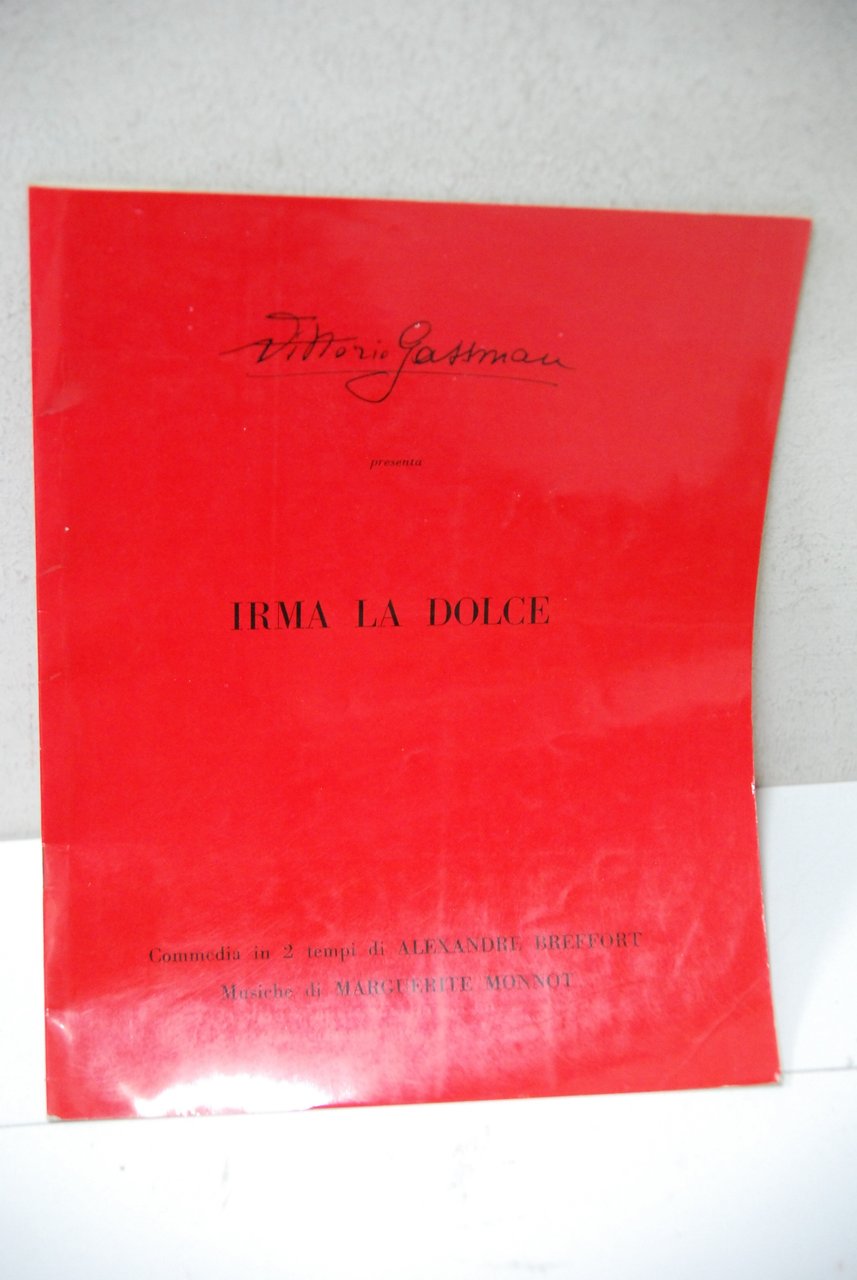 Vittorio Gassman
presenta
IRMA LA DOLCE
Commedia in 2 tempi di ALEXANDRE BREFFORT
Musiche di MARGUERITE MONNOT